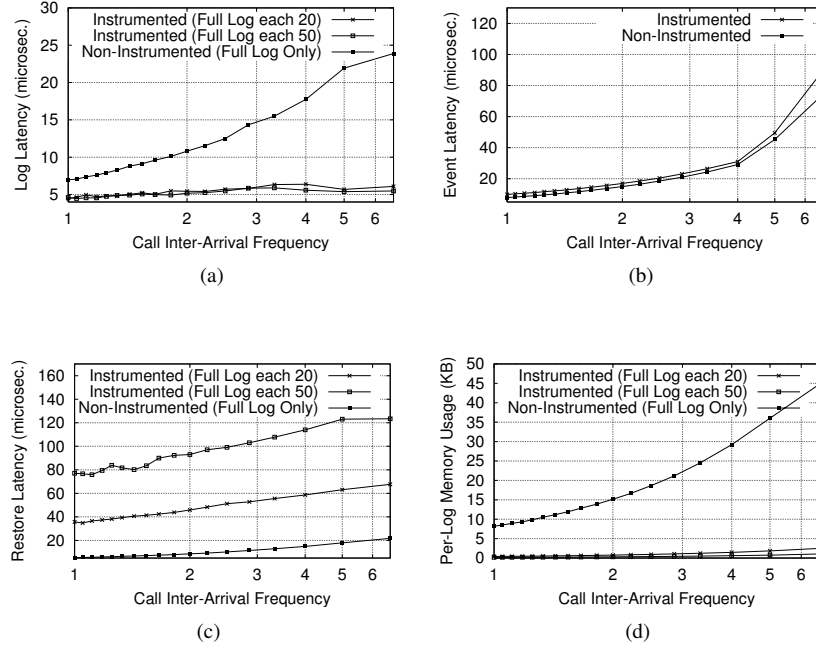 Instrumented (Full Log each 20)
Instrumented (Full Log each 50)
Non-Instrumented (Full Log Only)
Log Latency (microsec.)
30
25
20
15
10
5
1
2
3
4
5
6
Call Inter-Arrival Frequency
(a)
Instrumented
Non-Instrumented
Event Latency (microsec.)
120
100
80
60
40
20
1
2
3
4
5
6
Call Inter-Arrival Frequency
(b)
Instrumented (Full Log each 20)
Instrumented (Full Log each 50)
Non-Instrumented (Full Log Only)
Restore Latency (microsec.)
160
140
120
100
80
60
40
20
1
2
3
4
5
6
Call Inter-Arrival Frequency
(c)
Instrumented (Full Log each 20)
Instrumented (Full Log each 50)
Non-Instrumented (Full Log Only)
Per-Log Memory Usage (KB)
50
45
40
35
30
25
20
15
10
5
0
1
2
3
4
5
6
Call Inter-Arrival Frequency
(d)